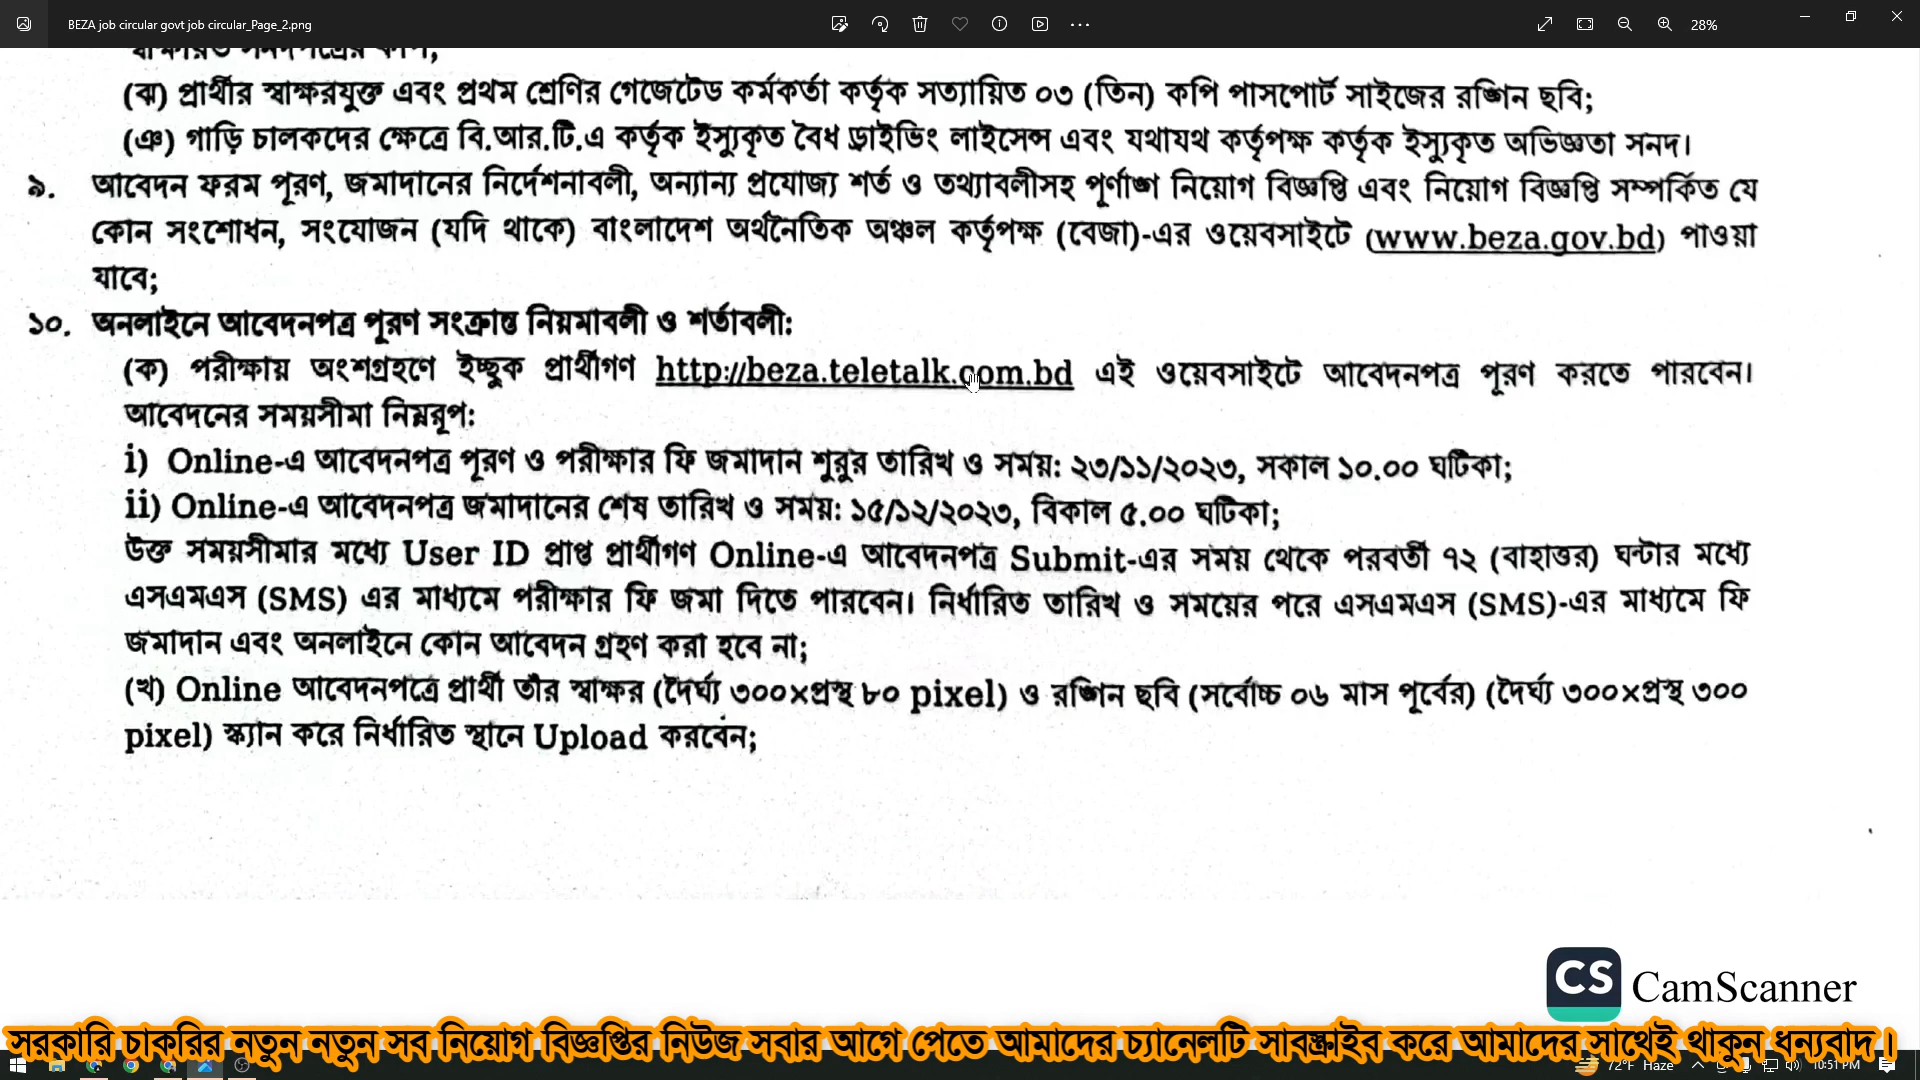 BEZA job circular govt job circular_Page_2.png
28%
স্বাক্ষরিত সনদপত্রের কপি;
(ঝ) প্রার্থীর স্বাক্ষরযুক্ত এবং প্রথম শ্রেণির গেজেটেড কর্মকর্তা কর্তৃক সত্যায়িত ০৩ (তিন) কপি পাসপোর্ট সাইজের রঙ্গিন ছবি;
(ঞ) গাড়ি চালকদের ক্ষেত্রে বি.আর.টি.এ কর্তৃক ইস্যুকৃত বৈধ ড্রাইভিং লাইসেন্স এবং যথাযথ কর্তৃপক্ষ কর্তৃক ইস্যুকৃত অভিজ্ঞতা সনদ।
৯. আবেদন ফরম পূরণ, জমাদানের নির্দেশনাবলী, অন্যান্য প্রযোজ্য শর্ত ও তথ্যাবলীসহ পূর্ণাঙ্গ নিয়োগ বিজ্ঞপ্তি এবং নিয়োগ বিজ্ঞপ্তি সম্পর্কিত যে
কোন সংশোধন, সংযোজন (যদি থাকে) বাংলাদেশ অর্থনৈতিক অঞ্চল কর্তৃপক্ষ (বেজা)-এর ওয়েবসাইটে (www.beza.gov.bd) পাওয়া
যাবে;
১০. অনলাইনে আবেদনপত্র পূরণ সংক্রান্ত নিয়মাবলী ও শর্তাবলী:
(ক) পরীক্ষায় অংশগ্রহণে ইচ্ছুক প্রার্থীগণ http://beza.teletalk.com.bd এই ওয়েবসাইটে আবেদনপত্র পূরণ করতে পারবেন।
আবেদনের সময়সীমা নিম্নরূপ:
i) Online-এ আবেদনপত্র পূরণ ও পরীক্ষার ফি জমাদান শুরুর তারিখ ও সময়: ২৩/১১/২০২৩, সকাল ১০.০০ ঘটিকা;
ii) Online-এ আবেদনপত্র জমাদানের শেষ তারিখ ও সময়: ১৫/১২/২০২৩, বিকাল ৫.০০ ঘটিকা;
উক্ত সময়সীমার মধ্যে User ID প্রাপ্ত প্রার্থীগণ Online-এ আবেদনপত্র Submit-এর সময় থেকে পরবর্তী ৭২ (বাহাত্তর) ঘন্টার মধ্যে
এসএমএস (SMS) এর মাধ্যমে পরীক্ষার ফি জমা দিতে পারবেন। নির্ধারিত তারিখ ও সময়ের পরে এসএমএস (SMS)-এর মাধ্যমে ফি
জমাদান এবং অনলাইনে কোন আবেদন গ্রহণ করা হবে না;
(খ) Online আবেদনপত্রে প্রার্থী তাঁর স্বাক্ষর (দৈর্ঘ্য ৩০০×প্রস্থ ৮০ pixel) ও রঙ্গিন ছবি (সর্বোচ্চ ০৬ মাস পূর্বের) (দৈর্ঘ্য ৩০০×প্রস্থ ৩০০
pixel) স্ক্যান করে নির্ধারিত স্থানে Upload করবেন;
CS CamScanner
সরকারি চাকরির নতুন নতুন সব নিয়োগ বিজ্ঞপ্তির নিউজ সবার আগে পেতে আমাদের চ্যানেলটি সাবস্ক্রাইব করে আমাদের সাথেই থাকুন ধন্যবাদ।
72°F Haze 10:51 PM